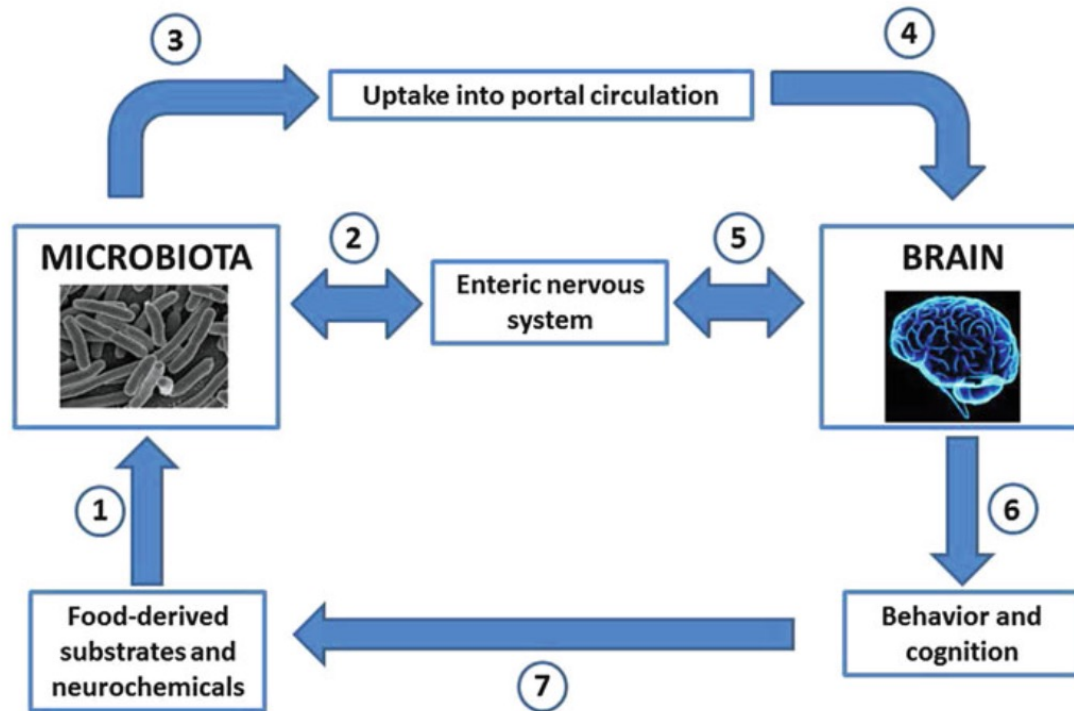 3
4
Uptake into portal circulation
MICROBIOTA
2
Enteric nervous
system
5
BRAIN
1
6
Food-derived
substrates and
neurochemicals
Behavior and
cognition
7